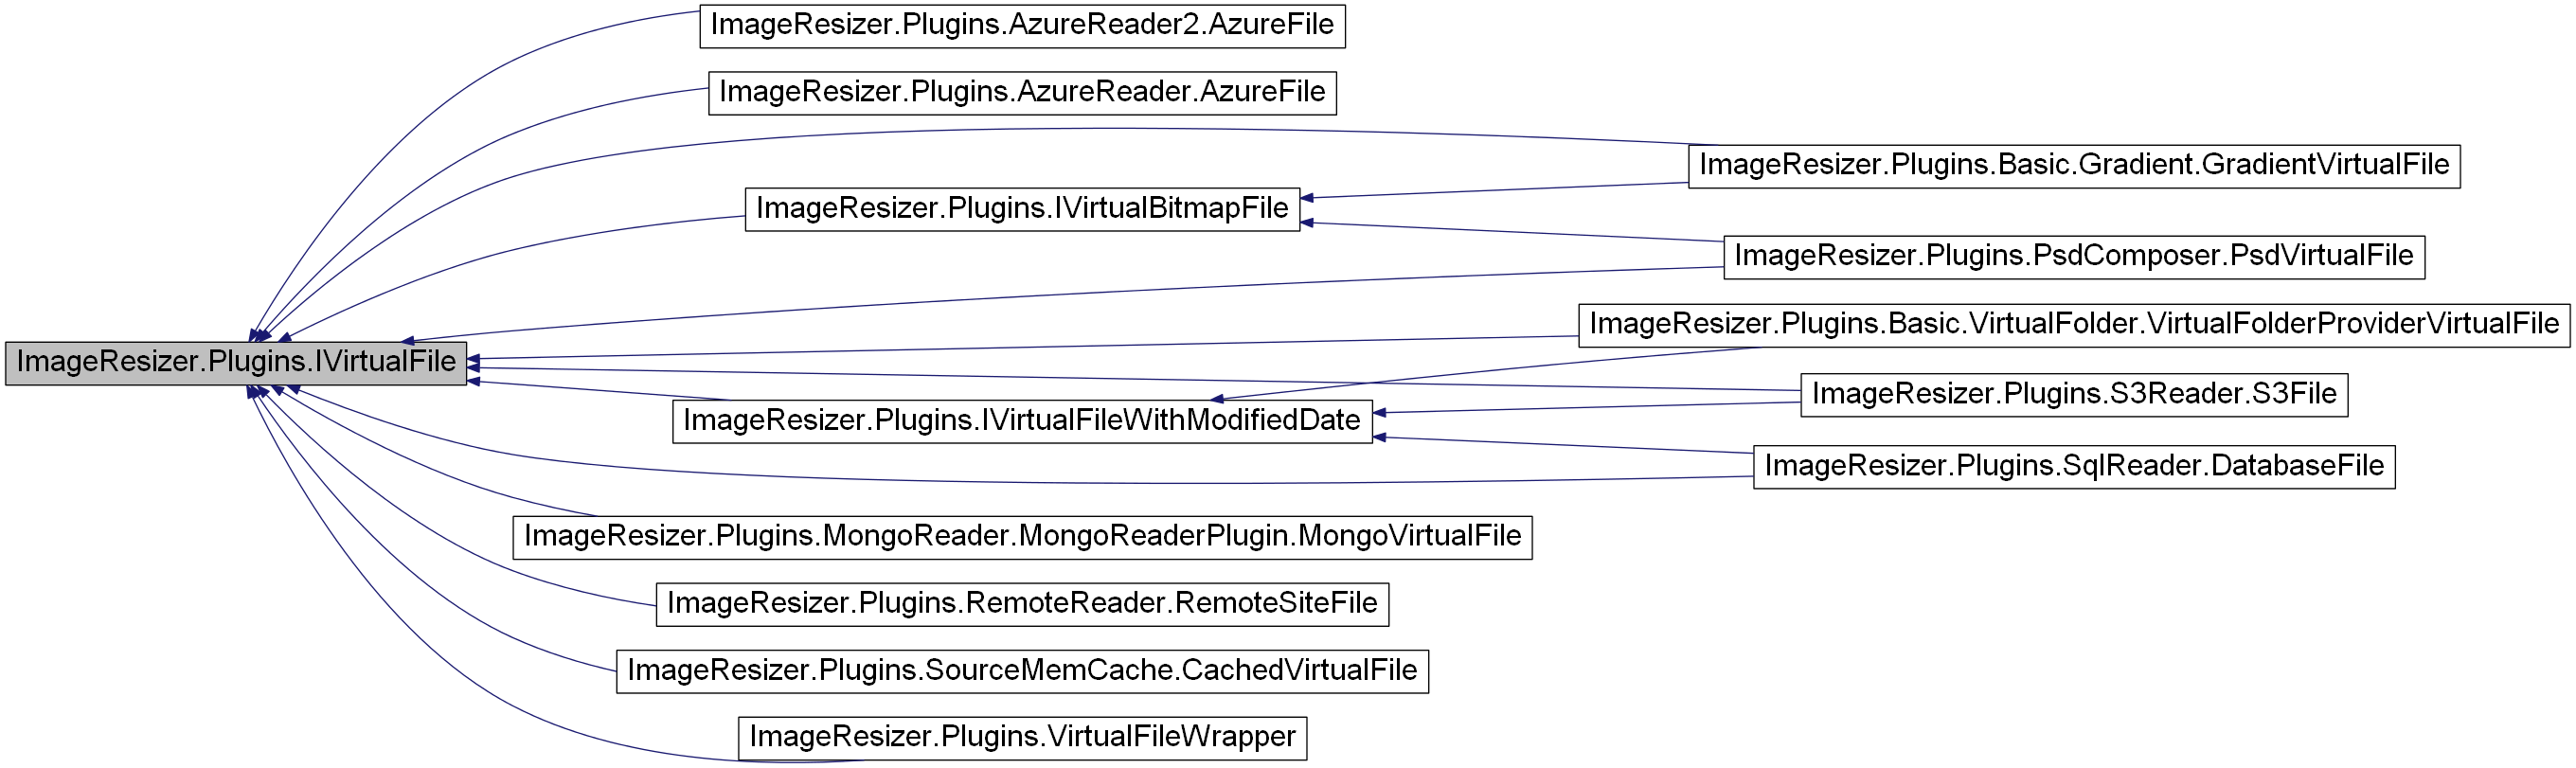 ImageResizer.Plugins.AzureReader2.AzureFile
ImageResizer.Plugins.AzureReader.AzureFile
ImageResizer.Plugins.Basic.Gradient.GradientVirtualFile
ImageResizer.Plugins.IVirtualBitmapFile
ImageResizer.Plugins.PsdComposer.PsdVirtualFile
ImageResizer.Plugins.Basic.VirtualFolder.VirtualFolderProviderVirtualFile
ImageResizer.Plugins.IVirtualFile
ImageResizer.Plugins.S3Reader.S3File
ImageResizer.Plugins.IVirtualFileWithModifiedDate
ImageResizer.Plugins.SqlReader.DatabaseFile
ImageResizer.Plugins.MongoReader.MongoReaderPlugin.MongoVirtualFile
ImageResizer.Plugins.RemoteReader.RemoteSiteFile
ImageResizer.Plugins.SourceMemCache.CachedVirtualFile
ImageResizer.Plugins.VirtualFileWrapper